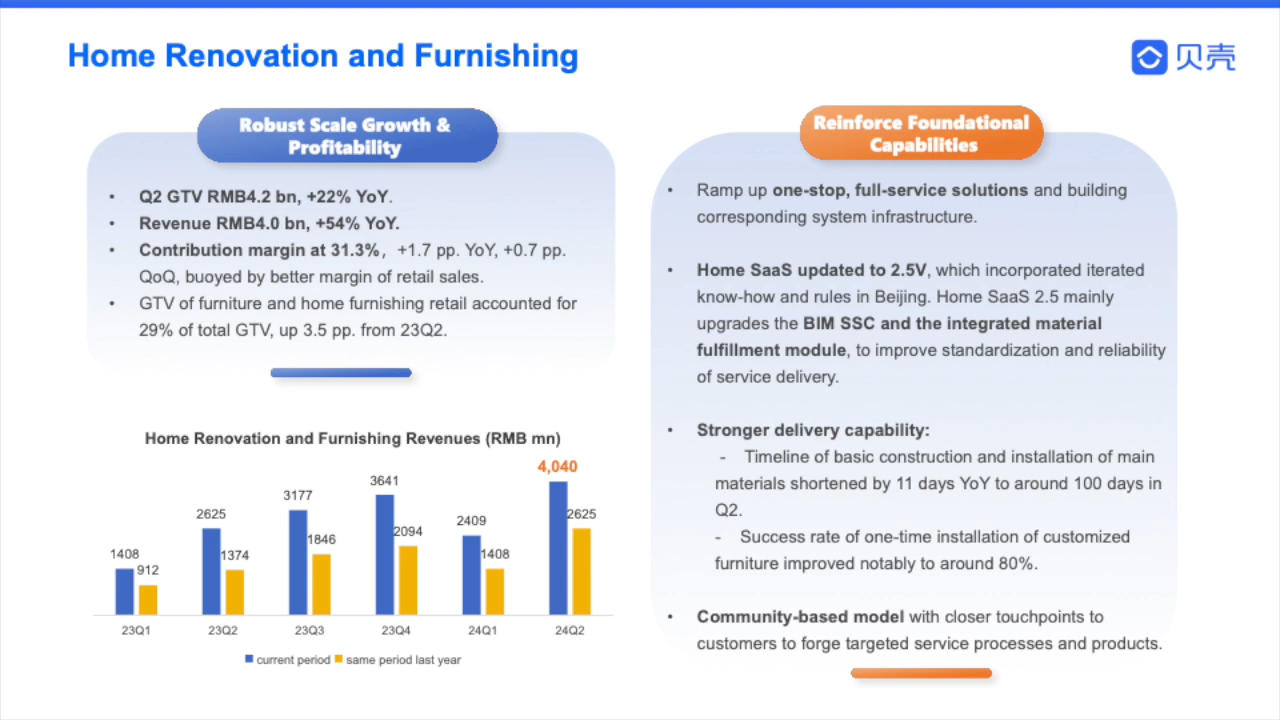 Home Renovation and Furnishing
贝壳
Robust Scale Growth &
Profitability
• Q2 GTV RMB4.2 bn, +22% YoY.
• Revenue RMB4.0 bn, +54% YoY.
• Contribution margin at 31.3%，+1.7 pp. YoY, +0.7 pp.
QoQ, buoyed by better margin of retail sales.
• GTV of furniture and home furnishing retail accounted for
29% of total GTV, up 3.5 pp. from 23Q2.
Home Renovation and Furnishing Revenues (RMB mn)
1408
912
2625
1374
3177
1846
3641
2094
2409
1408
4,040
2625
23Q1 23Q2 23Q3 23Q4 24Q1 24Q2
current period same period last year
Reinforce Foundational
Capabilities
• Ramp up one-stop, full-service solutions and building
corresponding system infrastructure.
• Home SaaS updated to 2.5V, which incorporated iterated
know-how and rules in Beijing. Home SaaS 2.5 mainly
upgrades the BIM SSC and the integrated material
fulfillment module, to improve standardization and reliability
of service delivery.
• Stronger delivery capability:
- Timeline of basic construction and installation of main
materials shortened by 11 days YoY to around 100 days in
Q2.
- Success rate of one-time installation of customized
furniture improved notably to around 80%.
• Community-based model with closer touchpoints to
customers to forge targeted service processes and products.